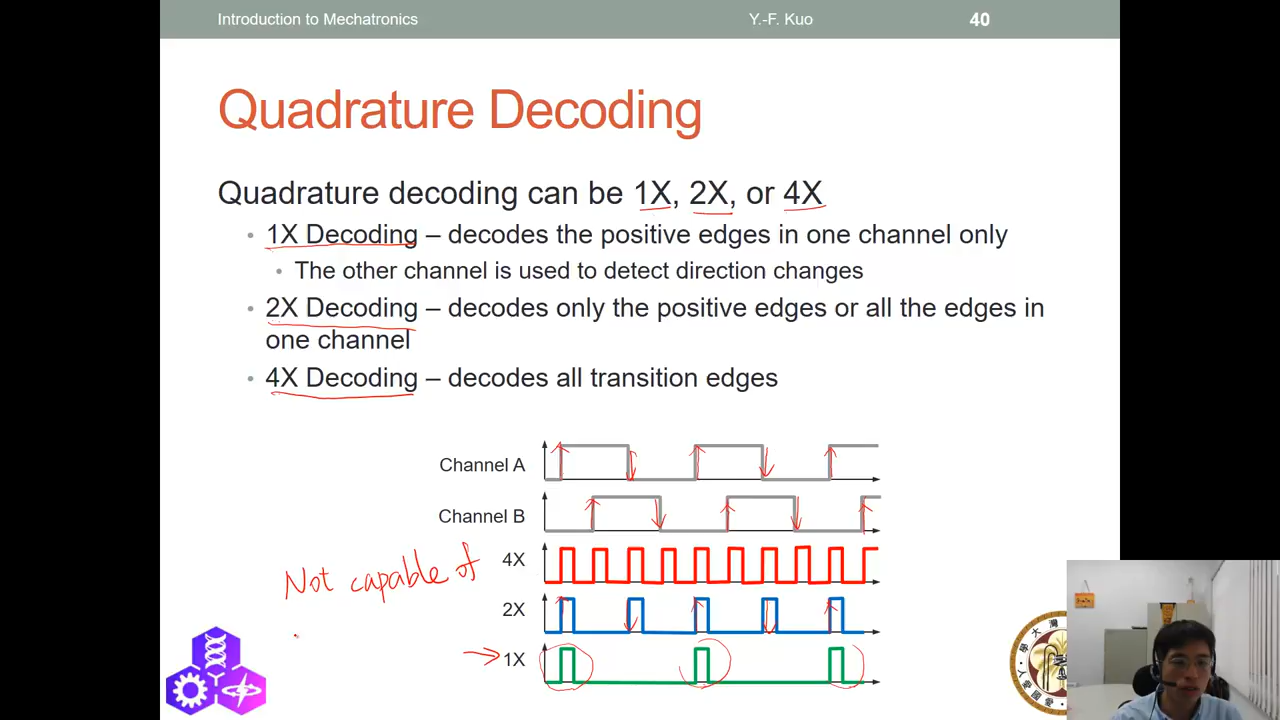 Introduction to Mechatronics
Y.-F. Kuo
40
Quadrature Decoding
Quadrature decoding can be 1X, 2X, or 4X
• 1X Decoding – decodes the positive edges in one channel only
• The other channel is used to detect direction changes
• 2X Decoding – decodes only the positive edges or all the edges in
one channel
• 4X Decoding – decodes all transition edges
Channel A
Channel B
4X
Not capable of
2X
1X